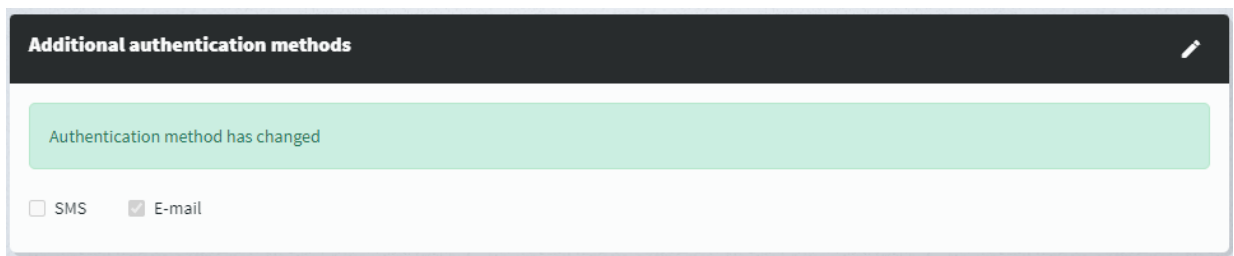 Additional authentication methods
Authentication method has changed
SMS E-mail